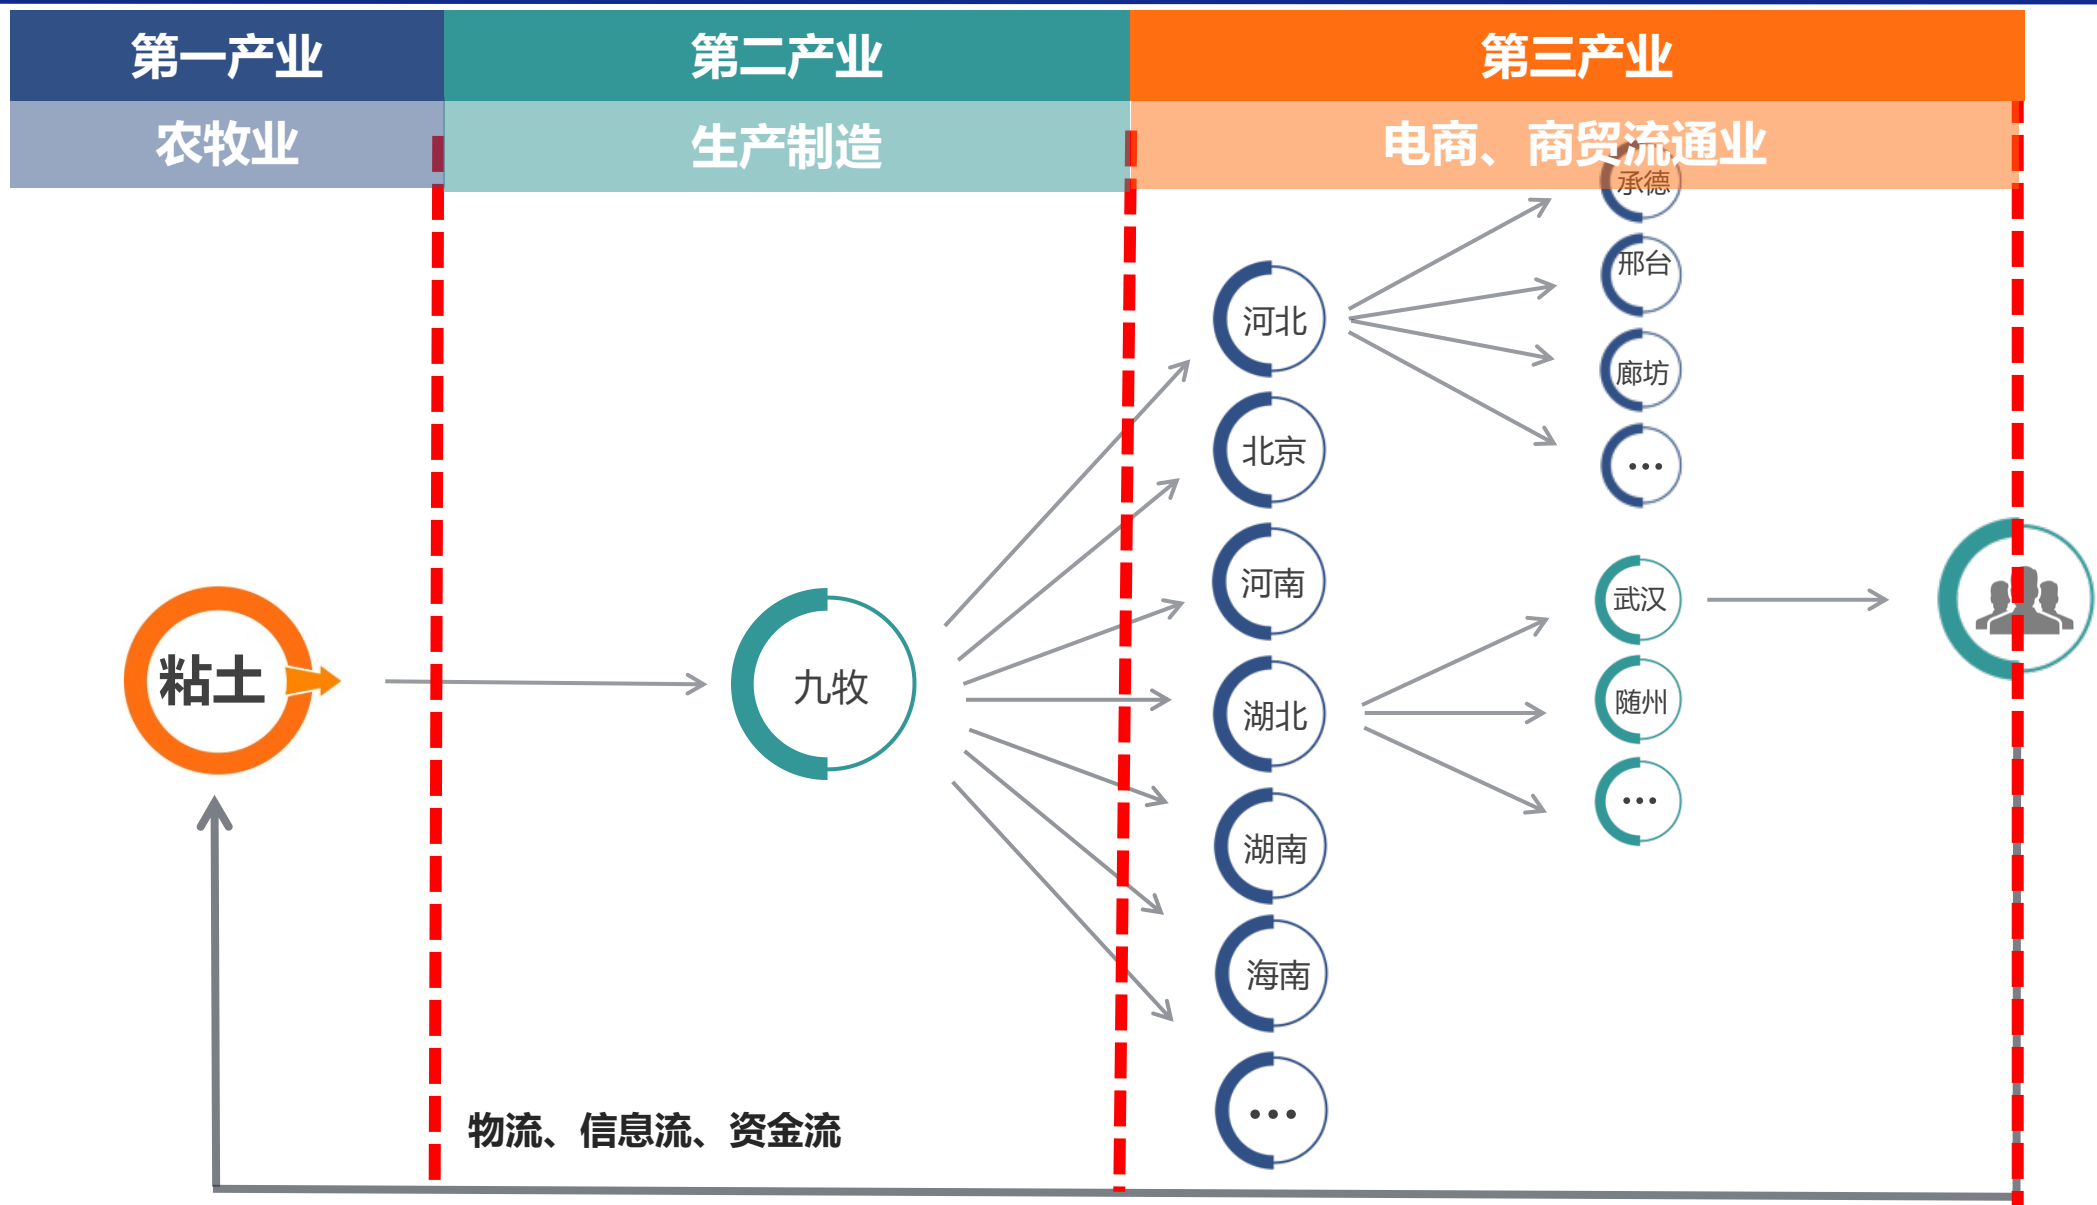 第一产业
第二产业
第三产业
农牧业
生产制造
电商、商贸流通业
承德
邢台
河北
廊坊
北京
...
河南
武汉
粘土
九牧
湖北
随州
...
湖南
海南
物流、信息流、资金流
...